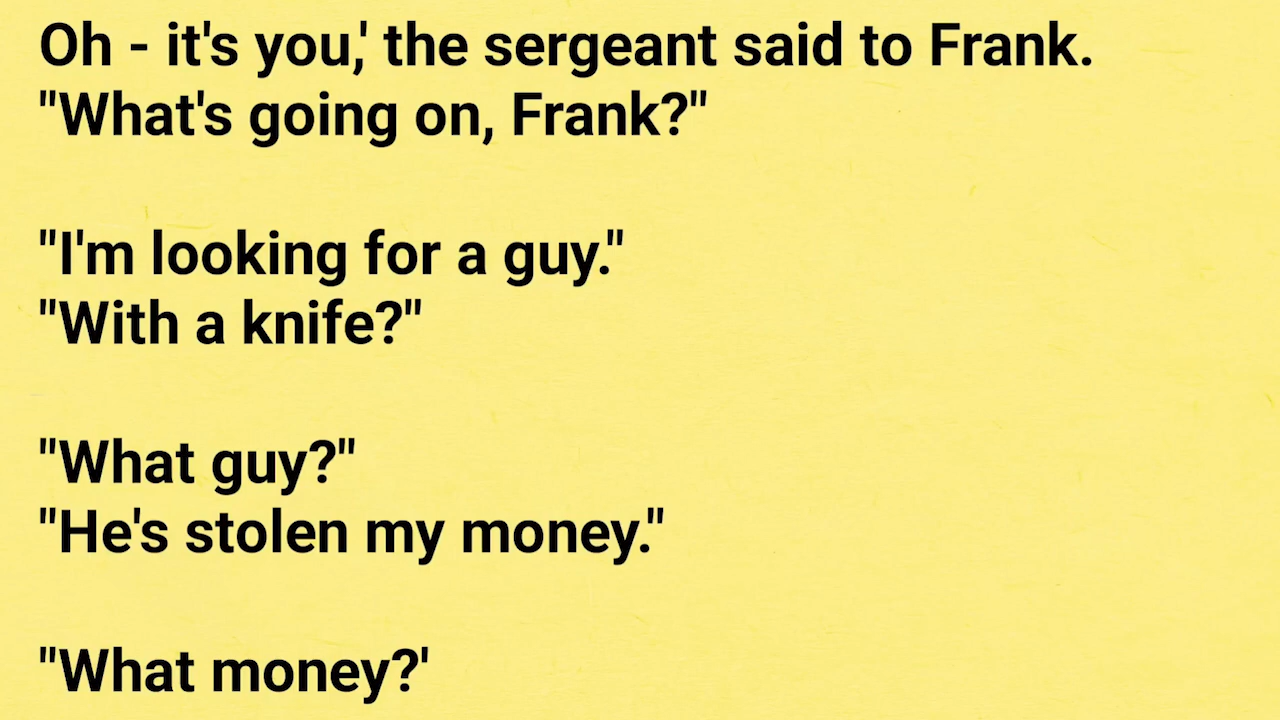 Oh - it's you,' the sergeant said to Frank.
"What's going on, Frank?"
"I'm looking for a guy."
"With a knife?"
"What guy?"
"He's stolen my money."
"What money?'